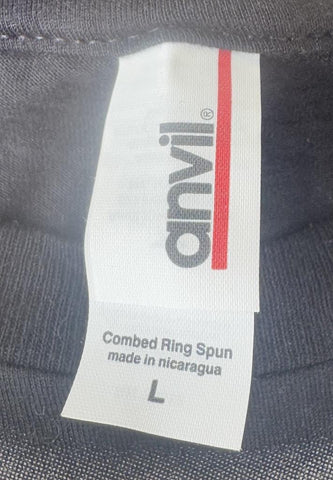 anvil®
Combed Ring Spun
made in nicaragua
L